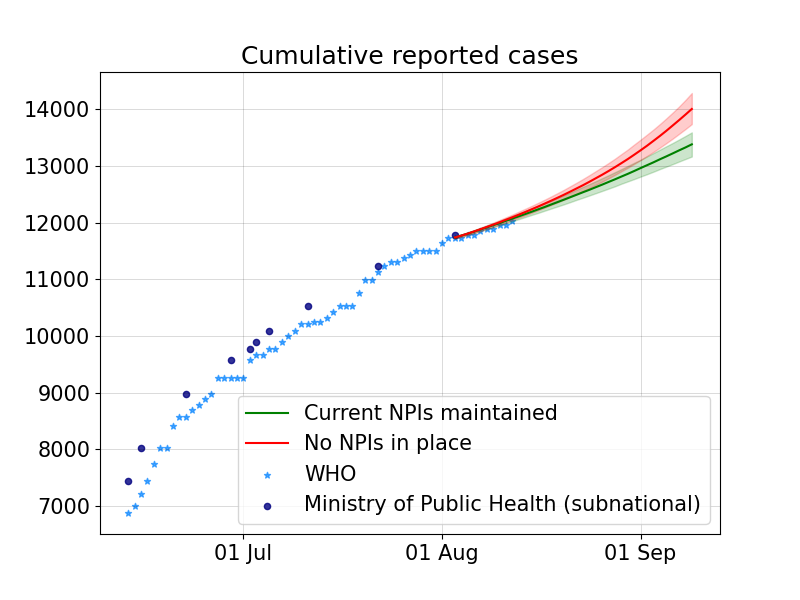 Cumulative reported cases
14000
13000
12000
11000
10000
9000
8000
7000
Current NPIs maintained
No NPIs in place
WHO
Ministry of Public Health (subnational)
01 Jul
01 Aug
01 Sep